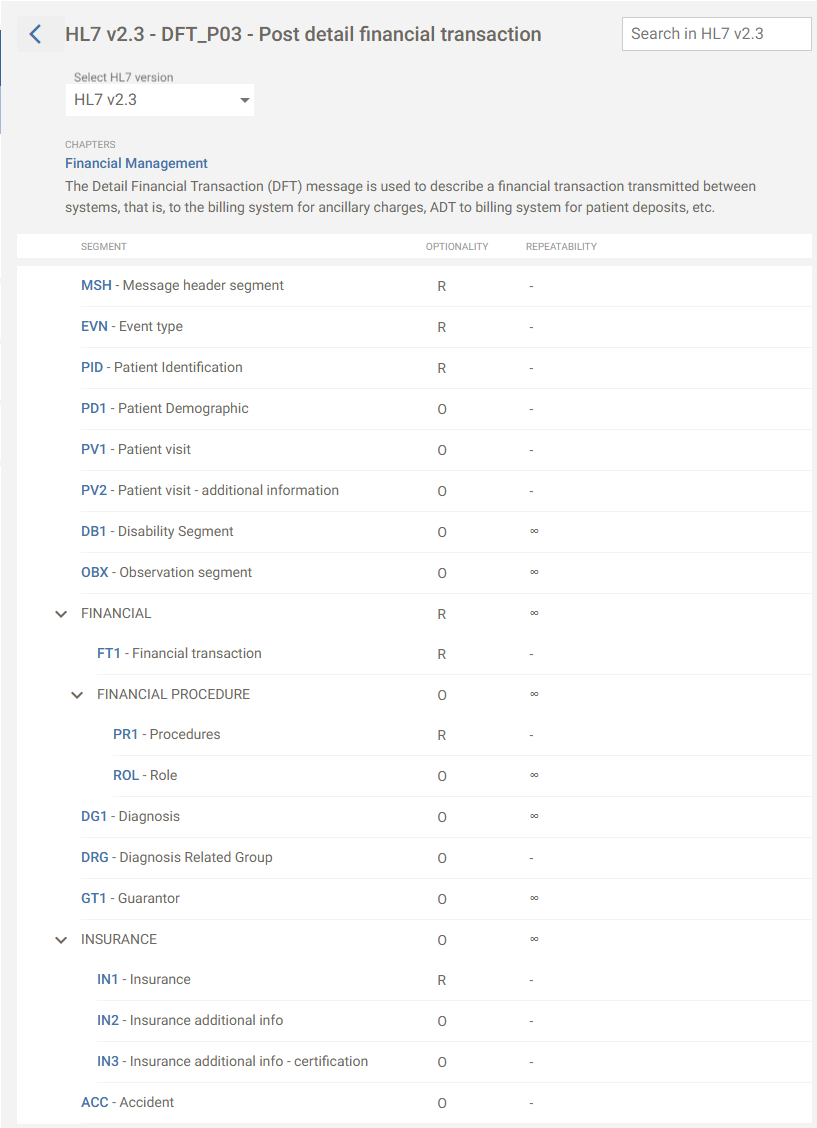 HL7 v2.3 - DFT_P03 - Post detail financial transaction
Search in HL7 v2.3
Select HL7 version
HL7 v2.3
CHAPTERS
Financial Management
The Detail Financial Transaction (DFT) message is used to describe a financial transaction transmitted between
systems, that is, to the billing system for ancillary charges, ADT to billing system for patient deposits, etc.
SEGMENT OPTIONALITY REPEATABILITY
MSH - Message header segment R -
EVN - Event type R -
PID - Patient Identification R -
PD1 - Patient Demographic O -
PV1 - Patient visit O -
PV2 - Patient visit - additional information O -
DB1 - Disability Segment O ∞
OBX - Observation segment O ∞
FINANCIAL R ∞
FT1 - Financial transaction R -
FINANCIAL PROCEDURE O ∞
PR1 - Procedures R -
ROL - Role O ∞
DG1 - Diagnosis O ∞
DRG - Diagnosis Related Group O -
GT1 - Guarantor O ∞
INSURANCE O ∞
IN1 - Insurance R -
IN2 - Insurance additional info O -
IN3 - Insurance additional info - certification O -
ACC - Accident O -